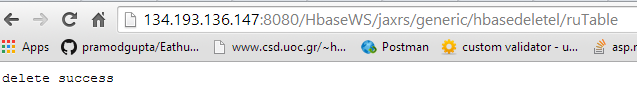 134.193.136.147:8080/HbaseWS/jaxrs/generic/hbasedeletel/ruTable
Apps pramodgupta/Eathu... www.csd.uoc.gr/~h... Postman custom validator - u... asp.n
delete success